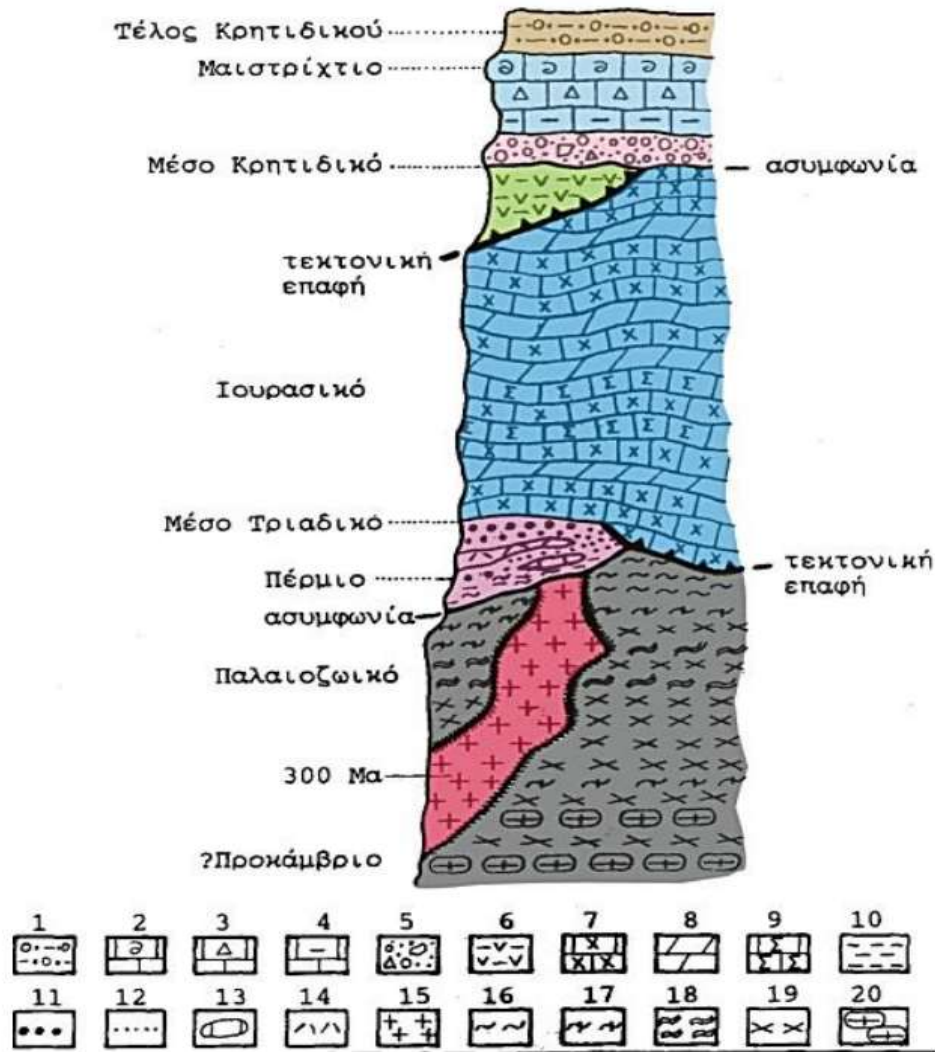 Τέλος Κρητιδικού
Μαιστρίχτιο
Μέσο Κρητιδικό
ασυμφωνία
τεκτονική
επαφή
Ιουρασικό
Μέσο Τριαδικό
τεκτονική
επαφή
Πέρμιο
ασυμφωνία
Παλαιοζωικό
300 Μα
?Προκάμβριο
1 2 3 4 5 6 7 8 9 10
11 12 13 14 15 16 17 18 19 20